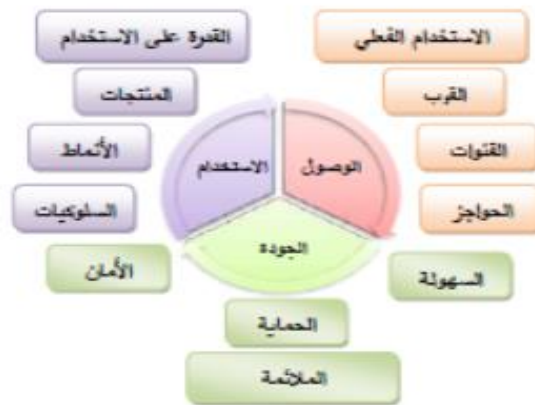 الاستخدام الفعلي
القدرة على الاستخدام
القرب
المنتجات
القنوات
الأنماط
الوصول
الاستخدام
الحواجز
السلوكيات
الجودة
السهولة
الأمان
الحماية
الملائمة